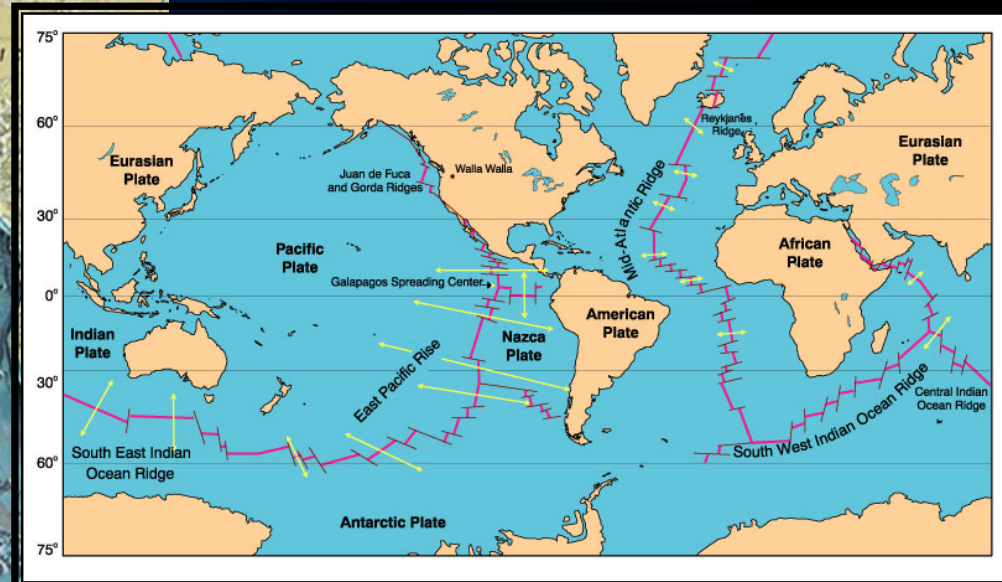 75°
60°
30°
0°
30°
60°
75°
Eurasian
Plate
Juan de Fuca
and Gorda Ridges
Walla Walla
Reykjanes
Ridge
Eurasian
Plate
Mid-Atlantic Ridge
African
Plate
Pacific
Plate
Galapagos Spreading Center
Indian
Plate
Nazca
Plate
American
Plate
East Pacific Rise
Central Indian
Ocean Ridge
South West Indian Ocean Ridge
South East Indian
Ocean Ridge
Antarctic Plate